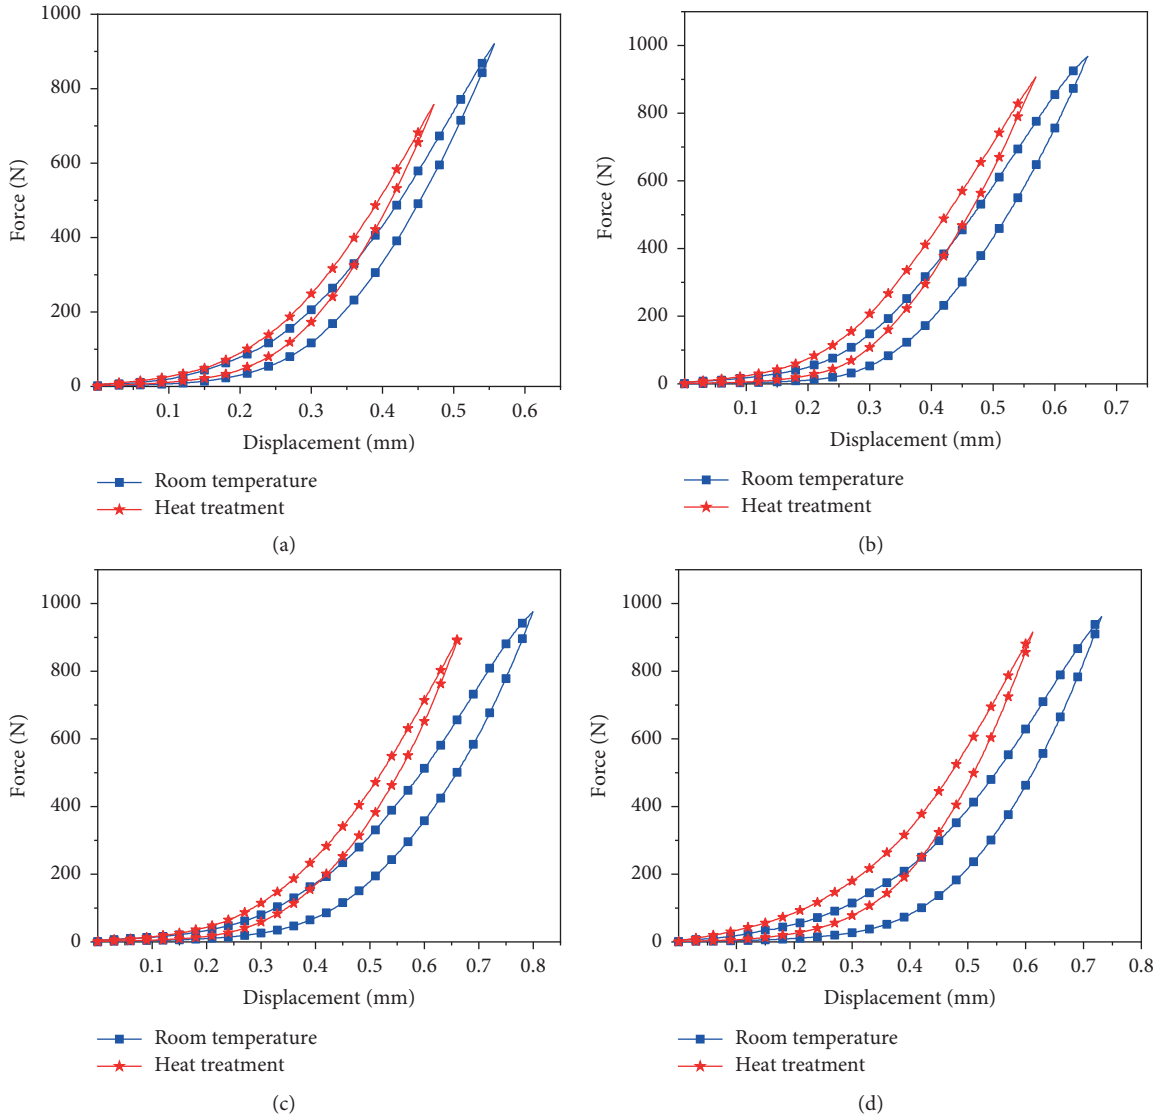 1000
800
600
400
200
0
Force (N)
0.1 0.2 0.3 0.4 0.5 0.6
Displacement (mm)
Room temperature
Heat treatment
(a)
1000
800
600
400
200
0
Force (N)
0.1 0.2 0.3 0.4 0.5 0.6 0.7
Displacement (mm)
Room temperature
Heat treatment
(b)
1000
800
600
400
200
0
Force (N)
0.1 0.2 0.3 0.4 0.5 0.6 0.7 0.8
Displacement (mm)
Room temperature
Heat treatment
(c)
1000
800
600
400
200
0
Force (N)
0.1 0.2 0.3 0.4 0.5 0.6 0.7 0.8
Displacement (mm)
Room temperature
Heat treatment
(d)